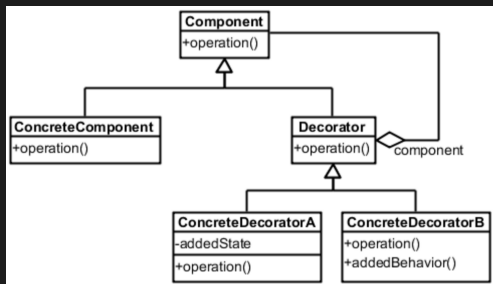 Component
+operation()
ConcreteComponent
+operation()
Decorator
+operation()
component
ConcreteDecoratorA
-addedState
+operation()
ConcreteDecoratorB
+operation()
+addedBehavior()